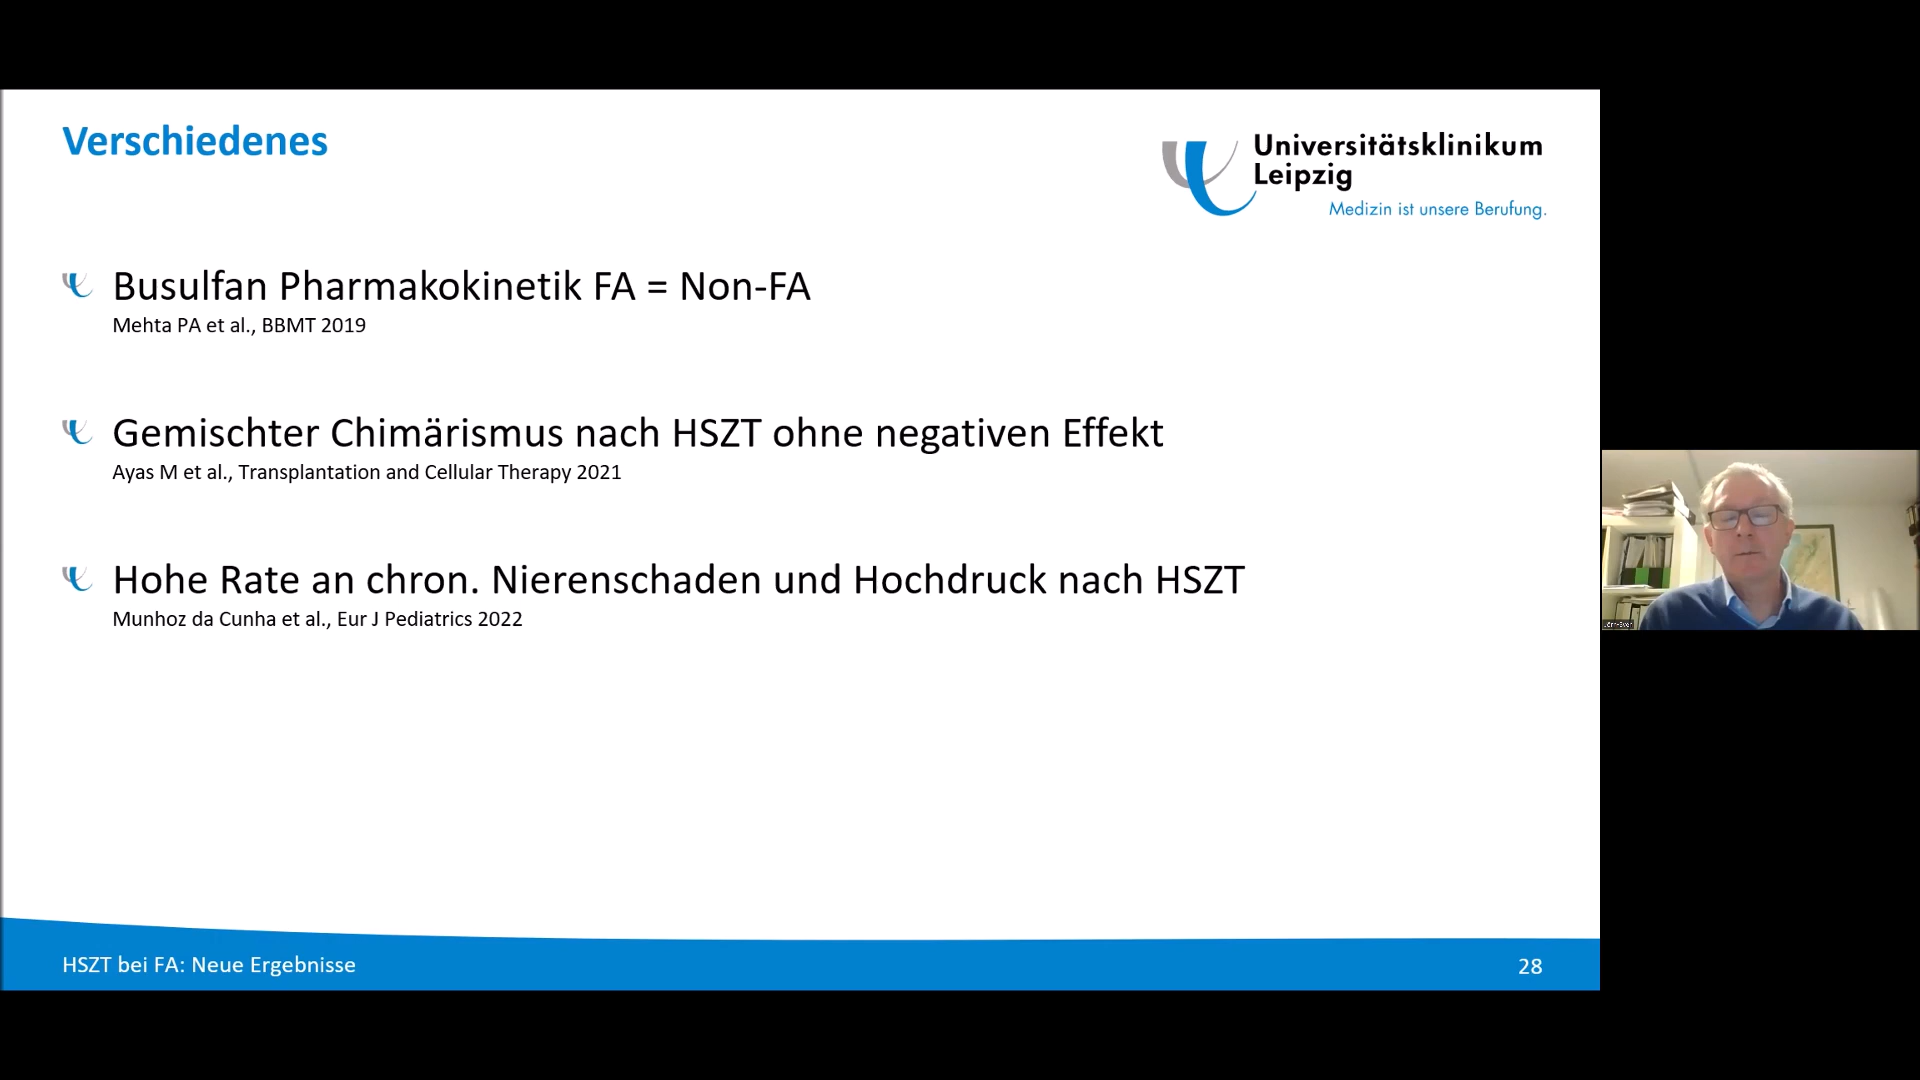 Verschiedenes
Universitätsklinikum
Leipzig
Medizin ist unsere Berufung.
Busulfan Pharmakokinetik FA = Non-FA
Mehta PA et al., BBMT 2019
Gemischter Chimärismus nach HSZT ohne negativen Effekt
Ayas M et al., Transplantation and Cellular Therapy 2021
Hohe Rate an chron. Nierenschaden und Hochdruck nach HSZT
Munhoz da Cunha et al., Eur J Pediatrics 2022
HSZT bei FA: Neue Ergebnisse
28